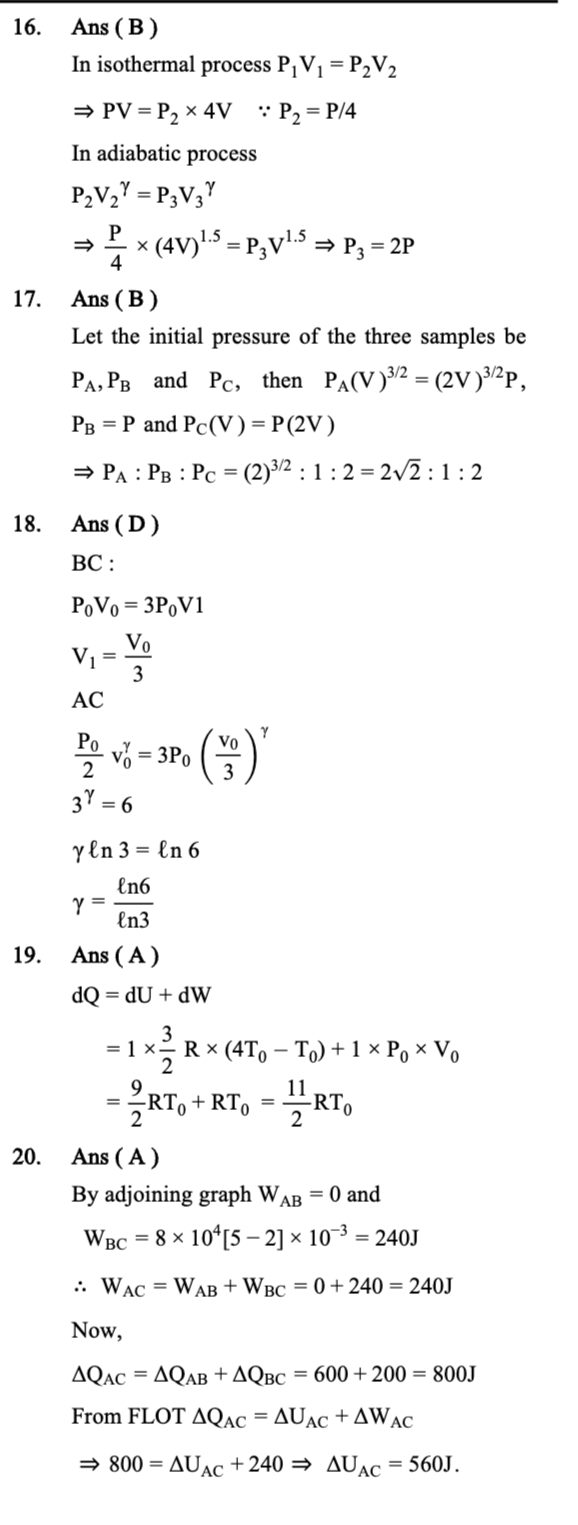 16. Ans ( B )
In isothermal process P₁V₁ = P₂V₂
⇒ PV = P₂ × 4V ∵ P₂ = P/4
In adiabatic process
P₂V₂^γ = P₃V₃^γ
⇒ P/4 × (4V)^1.5 = P₃V^1.5 ⇒ P₃ = 2P
17. Ans ( B )
Let the initial pressure of the three samples be
P_A, P_B and P_C, then P_A(V)^3/2 = (2V)^3/2 P,
P_B = P and P_C(V) = P(2V)
⇒ P_A : P_B : P_C = (2)^3/2 : 1 : 2 = 2√2 : 1 : 2
18. Ans ( D )
BC :
P₀V₀ = 3P₀V1
V₁ = V₀/3
AC
P₀/2 v₀^γ = 3P₀ (v₀/3)^γ
3^γ = 6
γ ℓn 3 = ℓn 6
γ = ℓn6/ℓn3
19. Ans ( A )
dQ = dU + dW
= 1 × 3/2 R × (4T₀ − T₀) + 1 × P₀ × V₀
= 9/2 RT₀ + RT₀ = 11/2 RT₀
20. Ans ( A )
By adjoining graph W_AB = 0 and
W_BC = 8 × 10⁴[5 − 2] × 10⁻³ = 240J
∴ W_AC = W_AB + W_BC = 0 + 240 = 240J
Now,
ΔQ_AC = ΔQ_AB + ΔQ_BC = 600 + 200 = 800J
From FLOT ΔQ_AC = ΔU_AC + ΔW_AC
⇒ 800 = ΔU_AC + 240 ⇒ ΔU_AC = 560J.